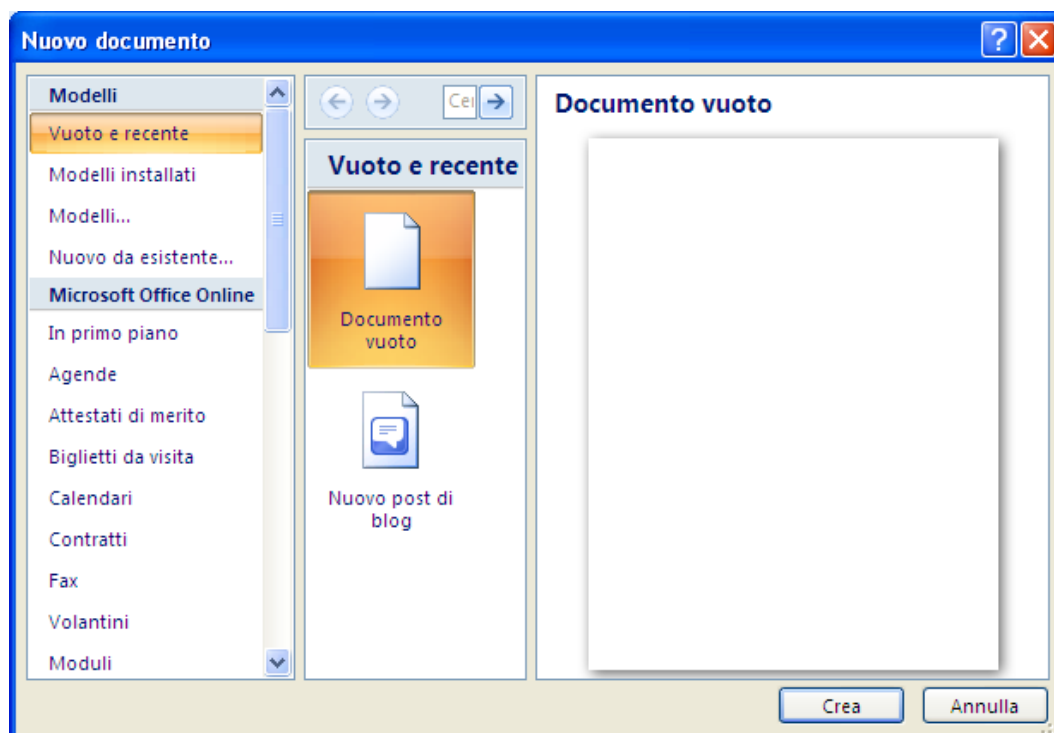 Nuovo documento
Modelli
Vuoto e recente
Modelli installati
Modelli...
Nuovo da esistente...
Microsoft Office Online
In primo piano
Agende
Attestati di merito
Biglietti da visita
Calendari
Contratti
Fax
Volantini
Moduli
Vuoto e recente
Documento
vuoto
Nuovo post di
blog
Documento vuoto
Crea
Annulla